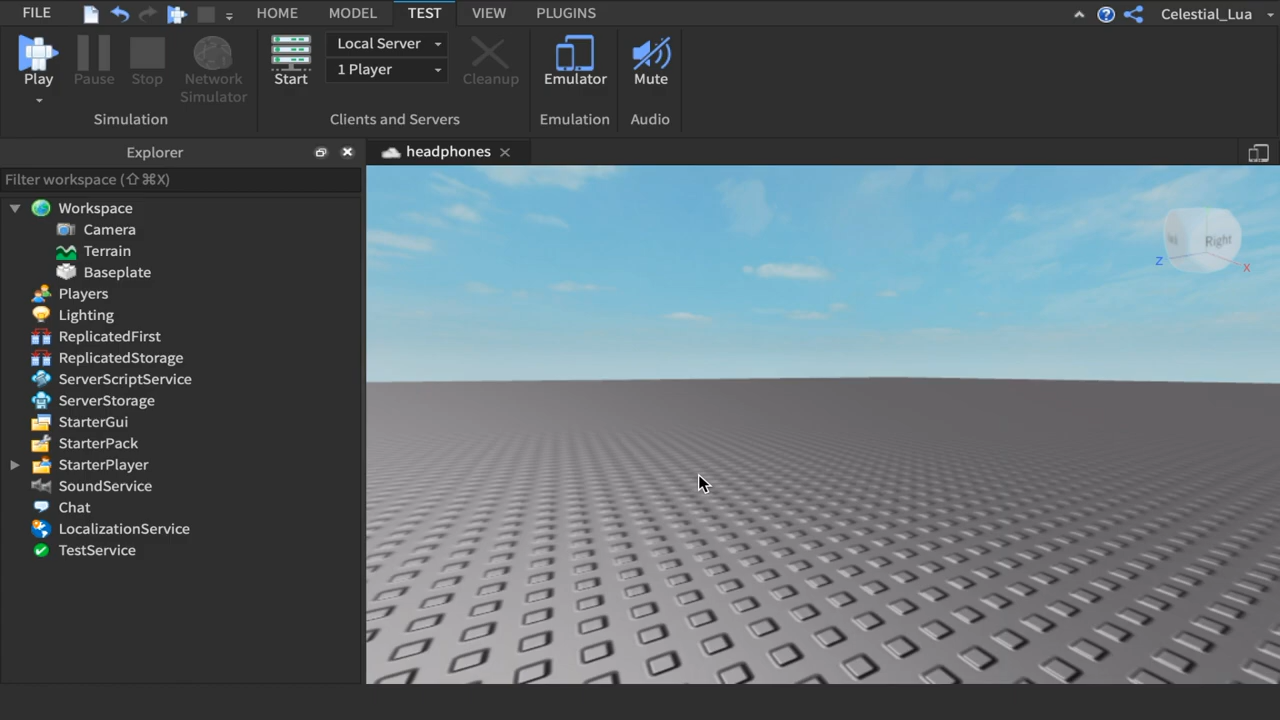 FILE
HOME
MODEL
TEST
VIEW
PLUGINS
Celestial_Lua
Play
Pause
Stop
Network
Simulator
Simulation
Start
Local Server
1 Player
Cleanup
Clients and Servers
Emulator
Emulation
Mute
Audio
Explorer
headphones
Filter workspace (⇧⌘X)
Workspace
Camera
Terrain
Baseplate
Players
Lighting
ReplicatedFirst
ReplicatedStorage
ServerScriptService
ServerStorage
StarterGui
StarterPack
StarterPlayer
SoundService
Chat
LocalizationService
TestService
Right
Z
X